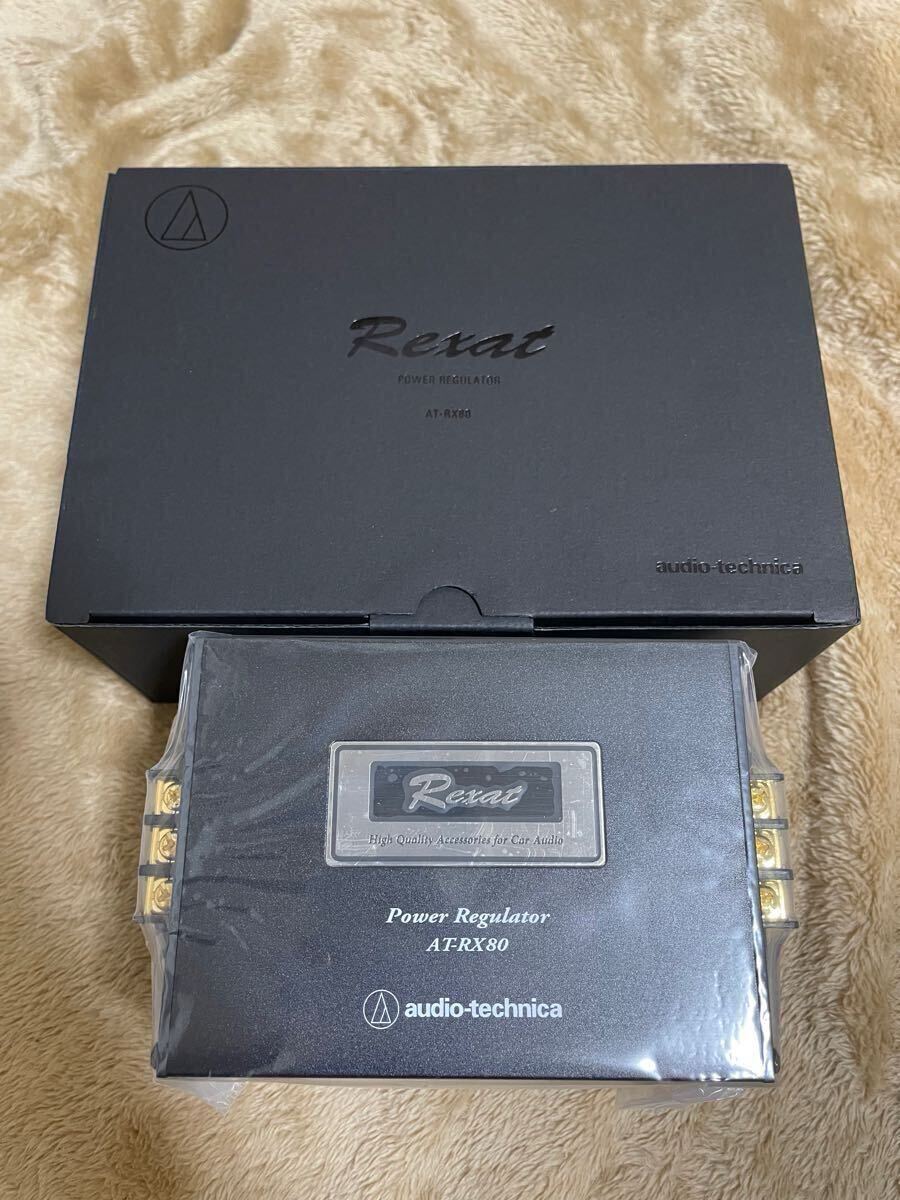 Rexat
POWER REGULATOR
AT-RX80
audio-technica
Rexat
High Quality Accessories for Car Audio
Power Regulator
AT-RX80
audio-technica